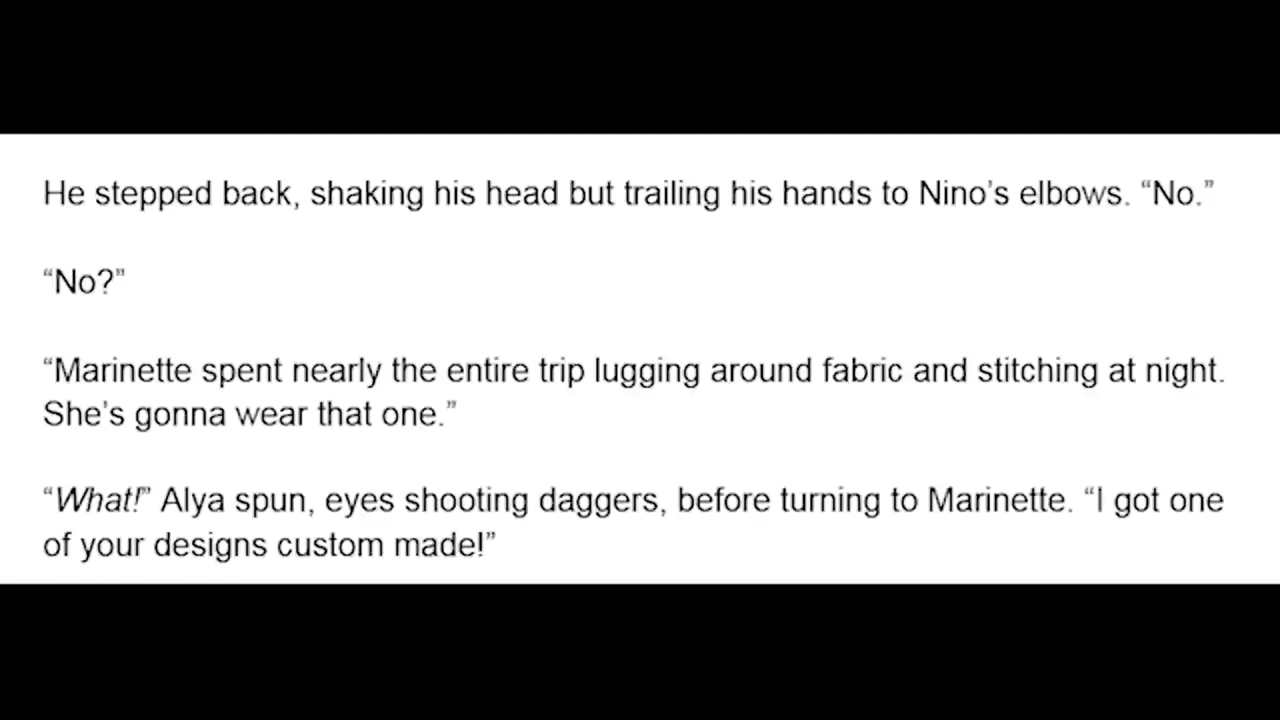 He stepped back, shaking his head but trailing his hands to Nino’s elbows. “No.”
“No?”
“Marinette spent nearly the entire trip lugging around fabric and stitching at night.
She’s gonna wear that one.”
“What!” Alya spun, eyes shooting daggers, before turning to Marinette. “I got one
of your designs custom made!”